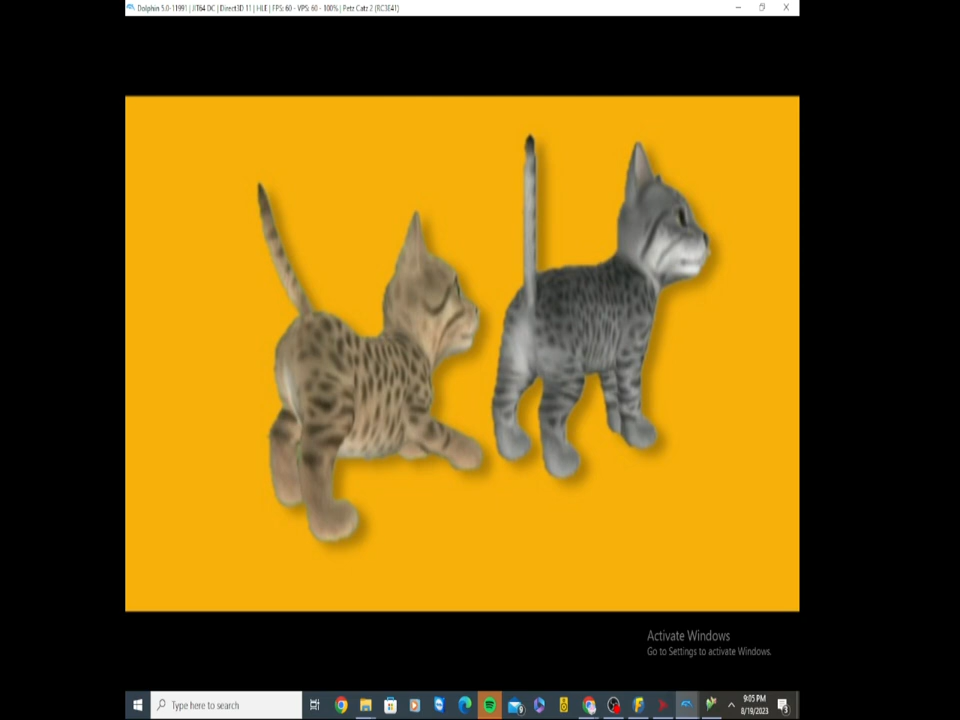 Dolphin 5.0-11991 | JIT64 DC | Direct3D 11 | HLE | FPS: 60 - VPS: 60 - 100% | Petz Catz 2 (RC3E41)
Activate Windows
Go to Settings to activate Windows.
Type here to search
9:05 PM
8/19/2023